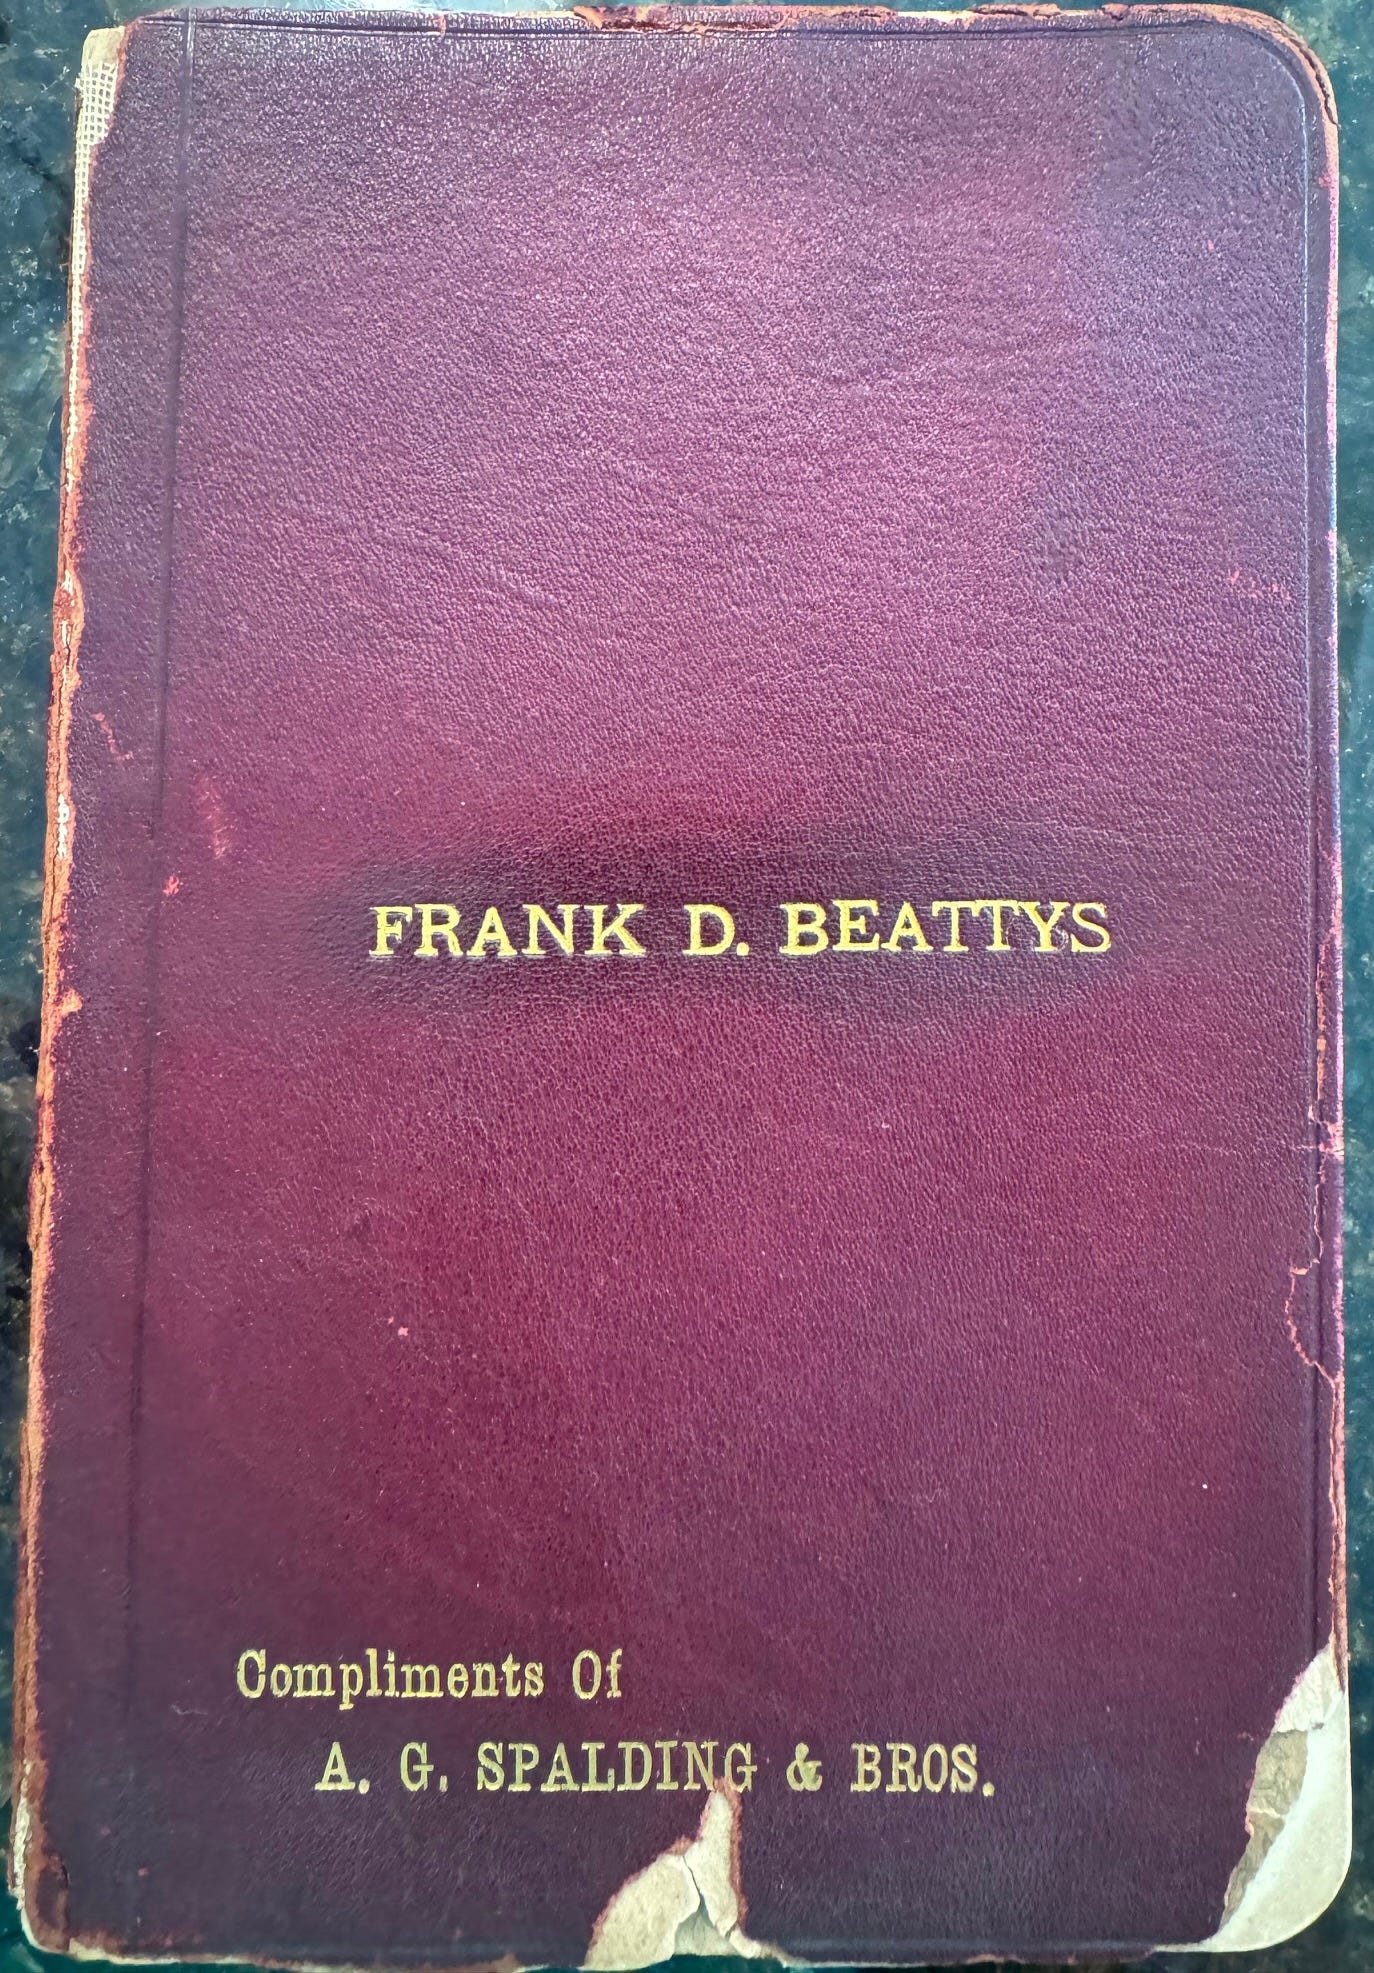 FRANK D. BEATTYS
Compliments Of
A. G. SPALDING & BROS.